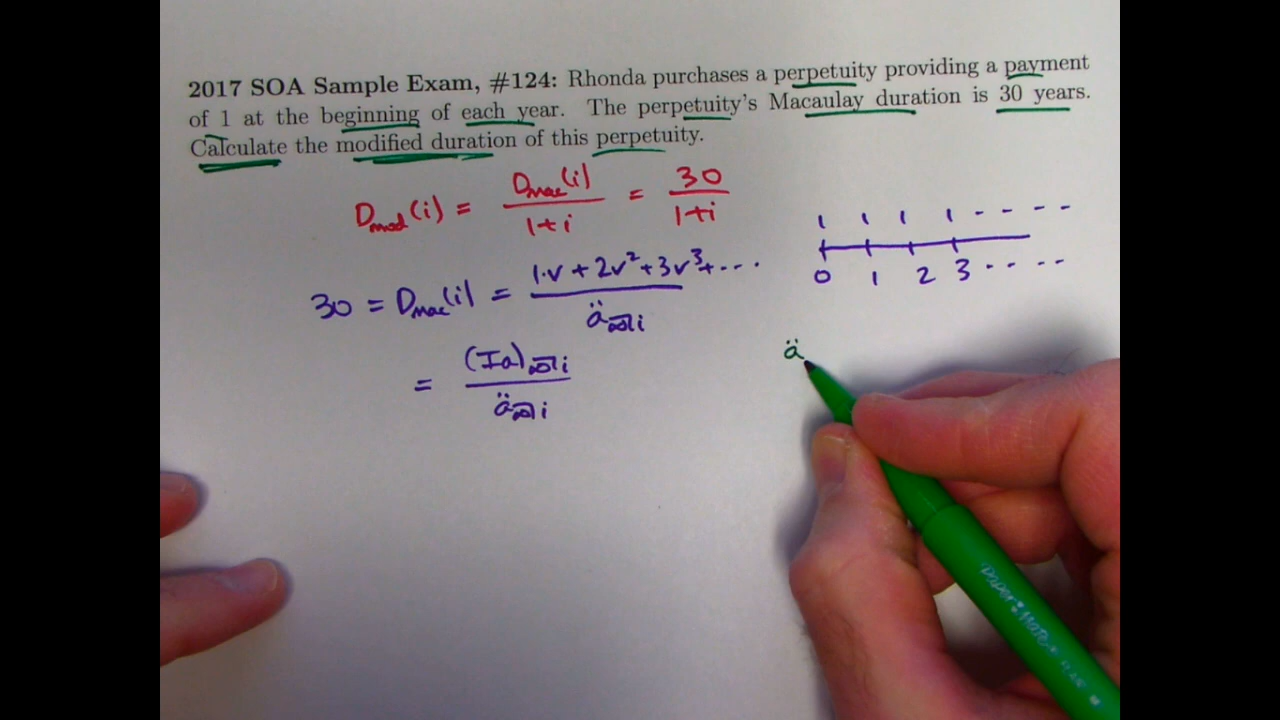 2017 SOA Sample Exam, #124: Rhonda purchases a perpetuity providing a payment
of 1 at the beginning of each year. The perpetuity's Macaulay duration is 30 years.
Calculate the modified duration of this perpetuity.
D_mod(i) = D_mac(i) / (1+i) = 30 / (1+i)
1 1 1 1 - - - -
0 1 2 3 - - - -
30 = D_mac(i) = (1·v + 2v² + 3v³ + ...) / ä_∞̅| i
= (Ia)_∞̅| i / ä_∞̅| i
ä
Paper:Mate